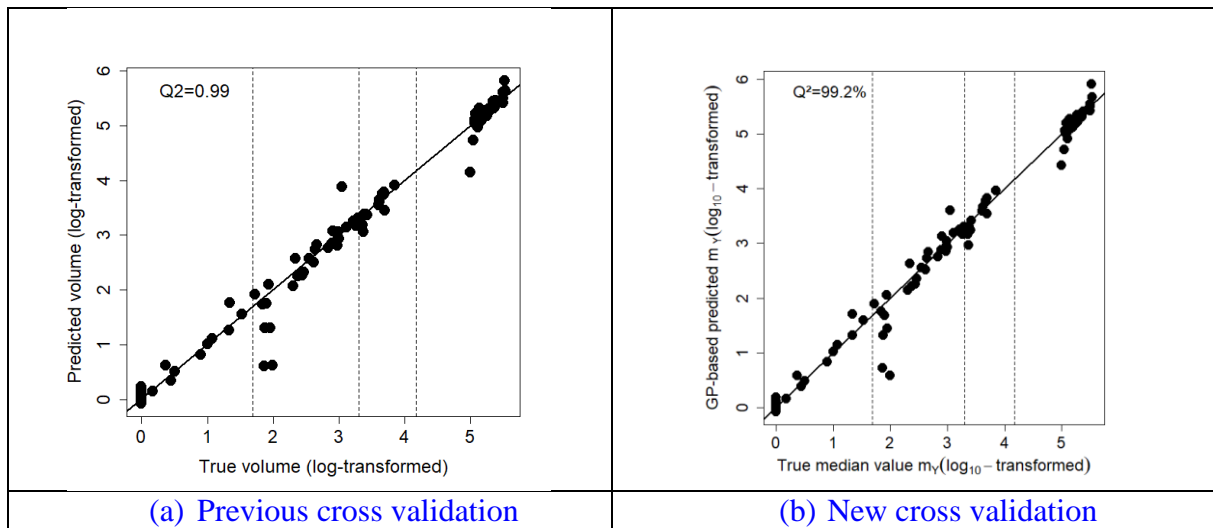 6
5
4
3
2
1
0
Q2=0.99
Predicted volume (log-transformed)
0 1 2 3 4 5
True volume (log-transformed)
(a) Previous cross validation
6
5
4
3
2
1
0
Q²=99.2%
GP-based predicted m Y(log10 − transformed)
0 1 2 3 4 5
True median value mY(log10 − transformed)
(b) New cross validation